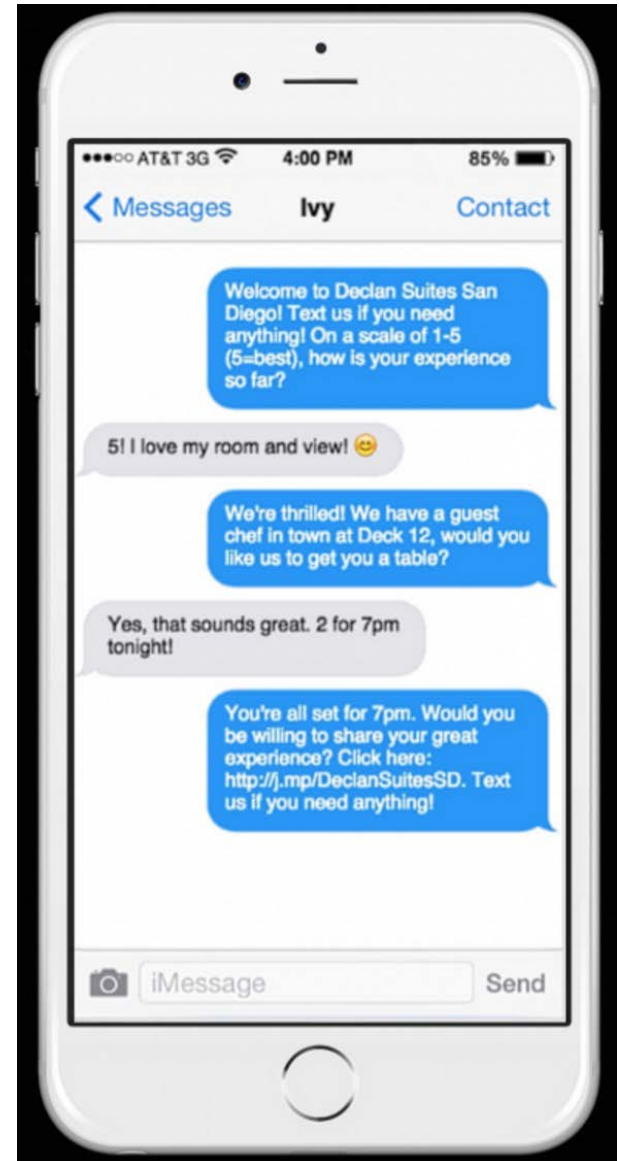 AT&T 3G 4:00 PM 85%
Messages Ivy Contact
Welcome to Declan Suites San
Diego! Text us if you need
anything! On a scale of 1-5
(5=best), how is your experience
so far?
5! I love my room and view! 😊
We're thrilled! We have a guest
chef in town at Deck 12, would you
like us to get you a table?
Yes, that sounds great. 2 for 7pm
tonight!
You're all set for 7pm. Would you
be willing to share your great
experience? Click here:
http://j.mp/DeclanSuitesSD. Text
us if you need anything!
iMessage Send